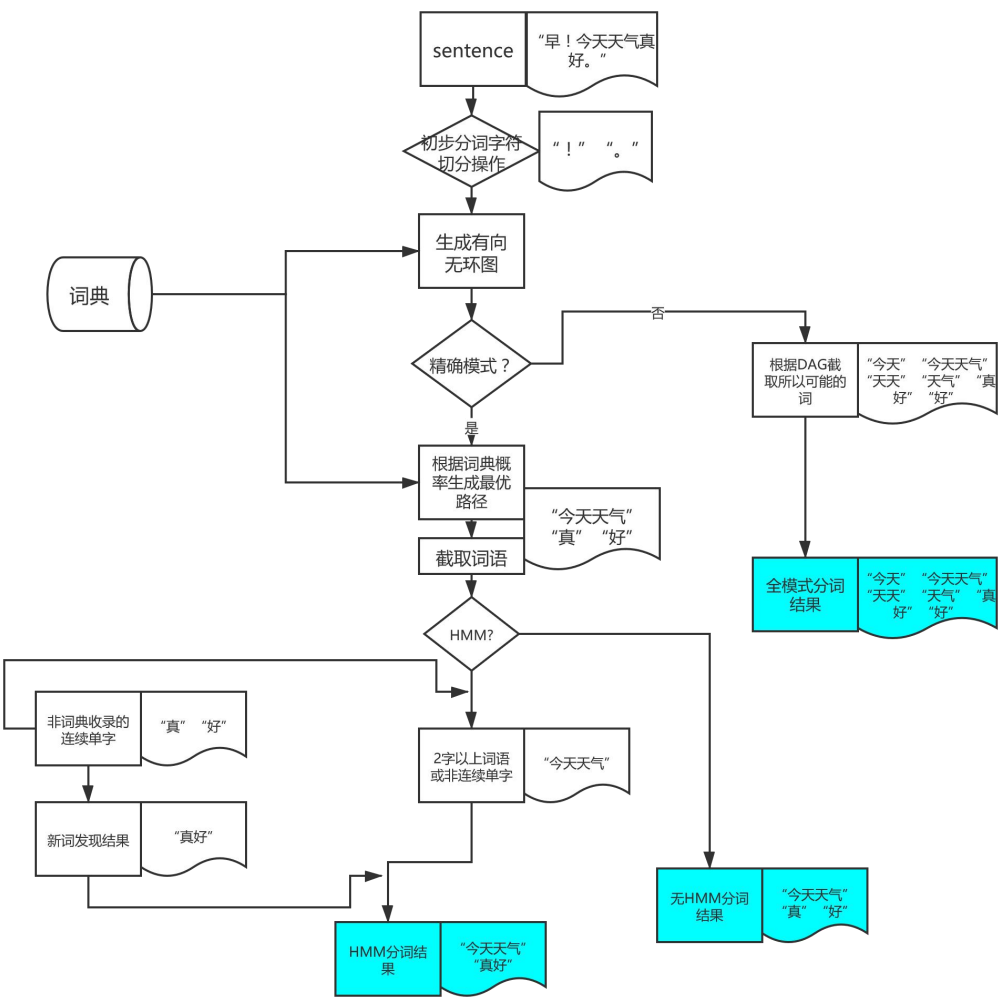 sentence
“早！今天天气真
好。”
初步分词字符
切分操作
“！” “。”
生成有向
无环图
词典
精确模式？
否
根据DAG截
取所以可能的
词
“今天” “今天天气”
“天天” “天气” “真
好” “好”
是
根据词典概
率生成最优
路径
“今天天气”
“真” “好”
截取词语
全模式分词
结果
“今天” “今天天气”
“天天” “天气” “真
好” “好”
HMM?
非词典收录的
连续单字
“真” “好”
2字以上词语
或非连续单字
“今天天气”
新词发现结果
“真好”
无HMM分词
结果
“今天天气”
“真” “好”
HMM分词结
果
“今天天气”
“真好”